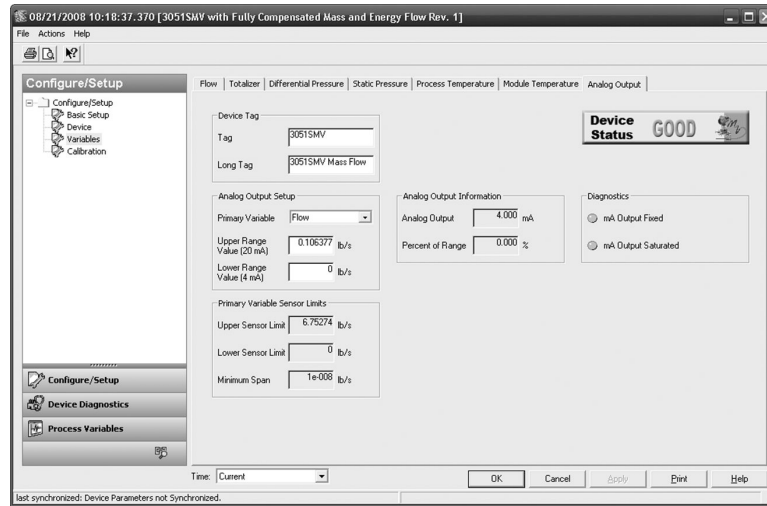 08/21/2008 10:18:37.370 [3051SMV with Fully Compensated Mass and Energy Flow Rev. 1]
File Actions Help
Configure/Setup
Configure/Setup
Basic Setup
Device
Variables
Calibration
Configure/Setup
Device Diagnostics
Process Variables
Flow Totalizer Differential Pressure Static Pressure Process Temperature Module Temperature Analog Output
Device Tag
Tag 3051SMV
Long Tag 3051SMV Mass Flow
Device Status GOOD
Analog Output Setup
Primary Variable Flow
Upper Range Value (20 mA) 0.106377 lb/s
Lower Range Value (4 mA) 0 lb/s
Analog Output Information
Analog Output 4.000 mA
Percent of Range 0.000 %
Diagnostics
mA Output Fixed
mA Output Saturated
Primary Variable Sensor Limits
Upper Sensor Limit 6.75274 lb/s
Lower Sensor Limit 0 lb/s
Minimum Span 1e-008 lb/s
Time: Current
OK Cancel Apply Print Help
last synchronized: Device Parameters not Synchronized.